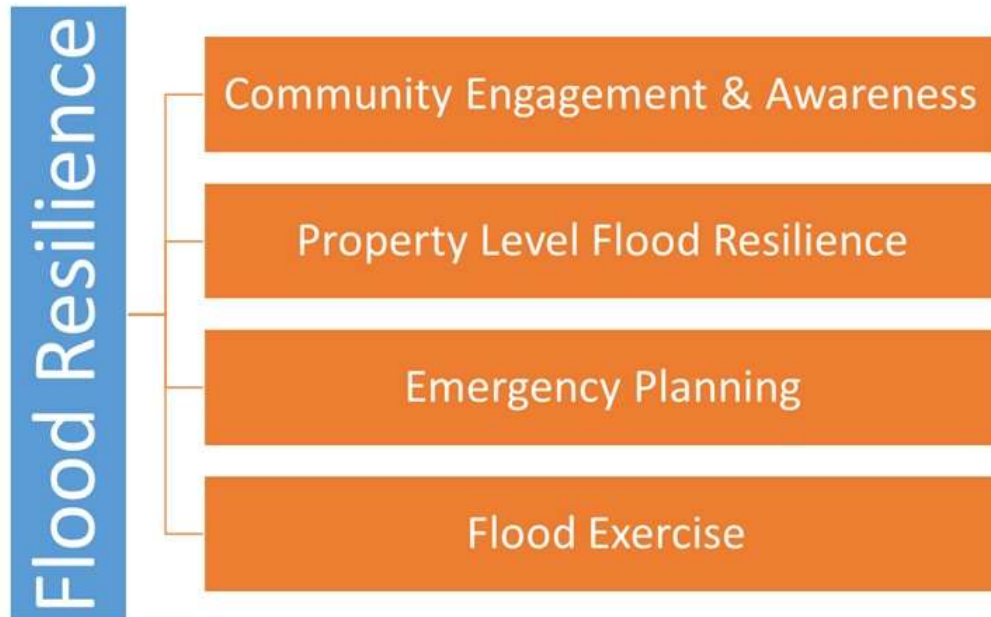 Flood Resilience
Community Engagement & Awareness
Property Level Flood Resilience
Emergency Planning
Flood Exercise